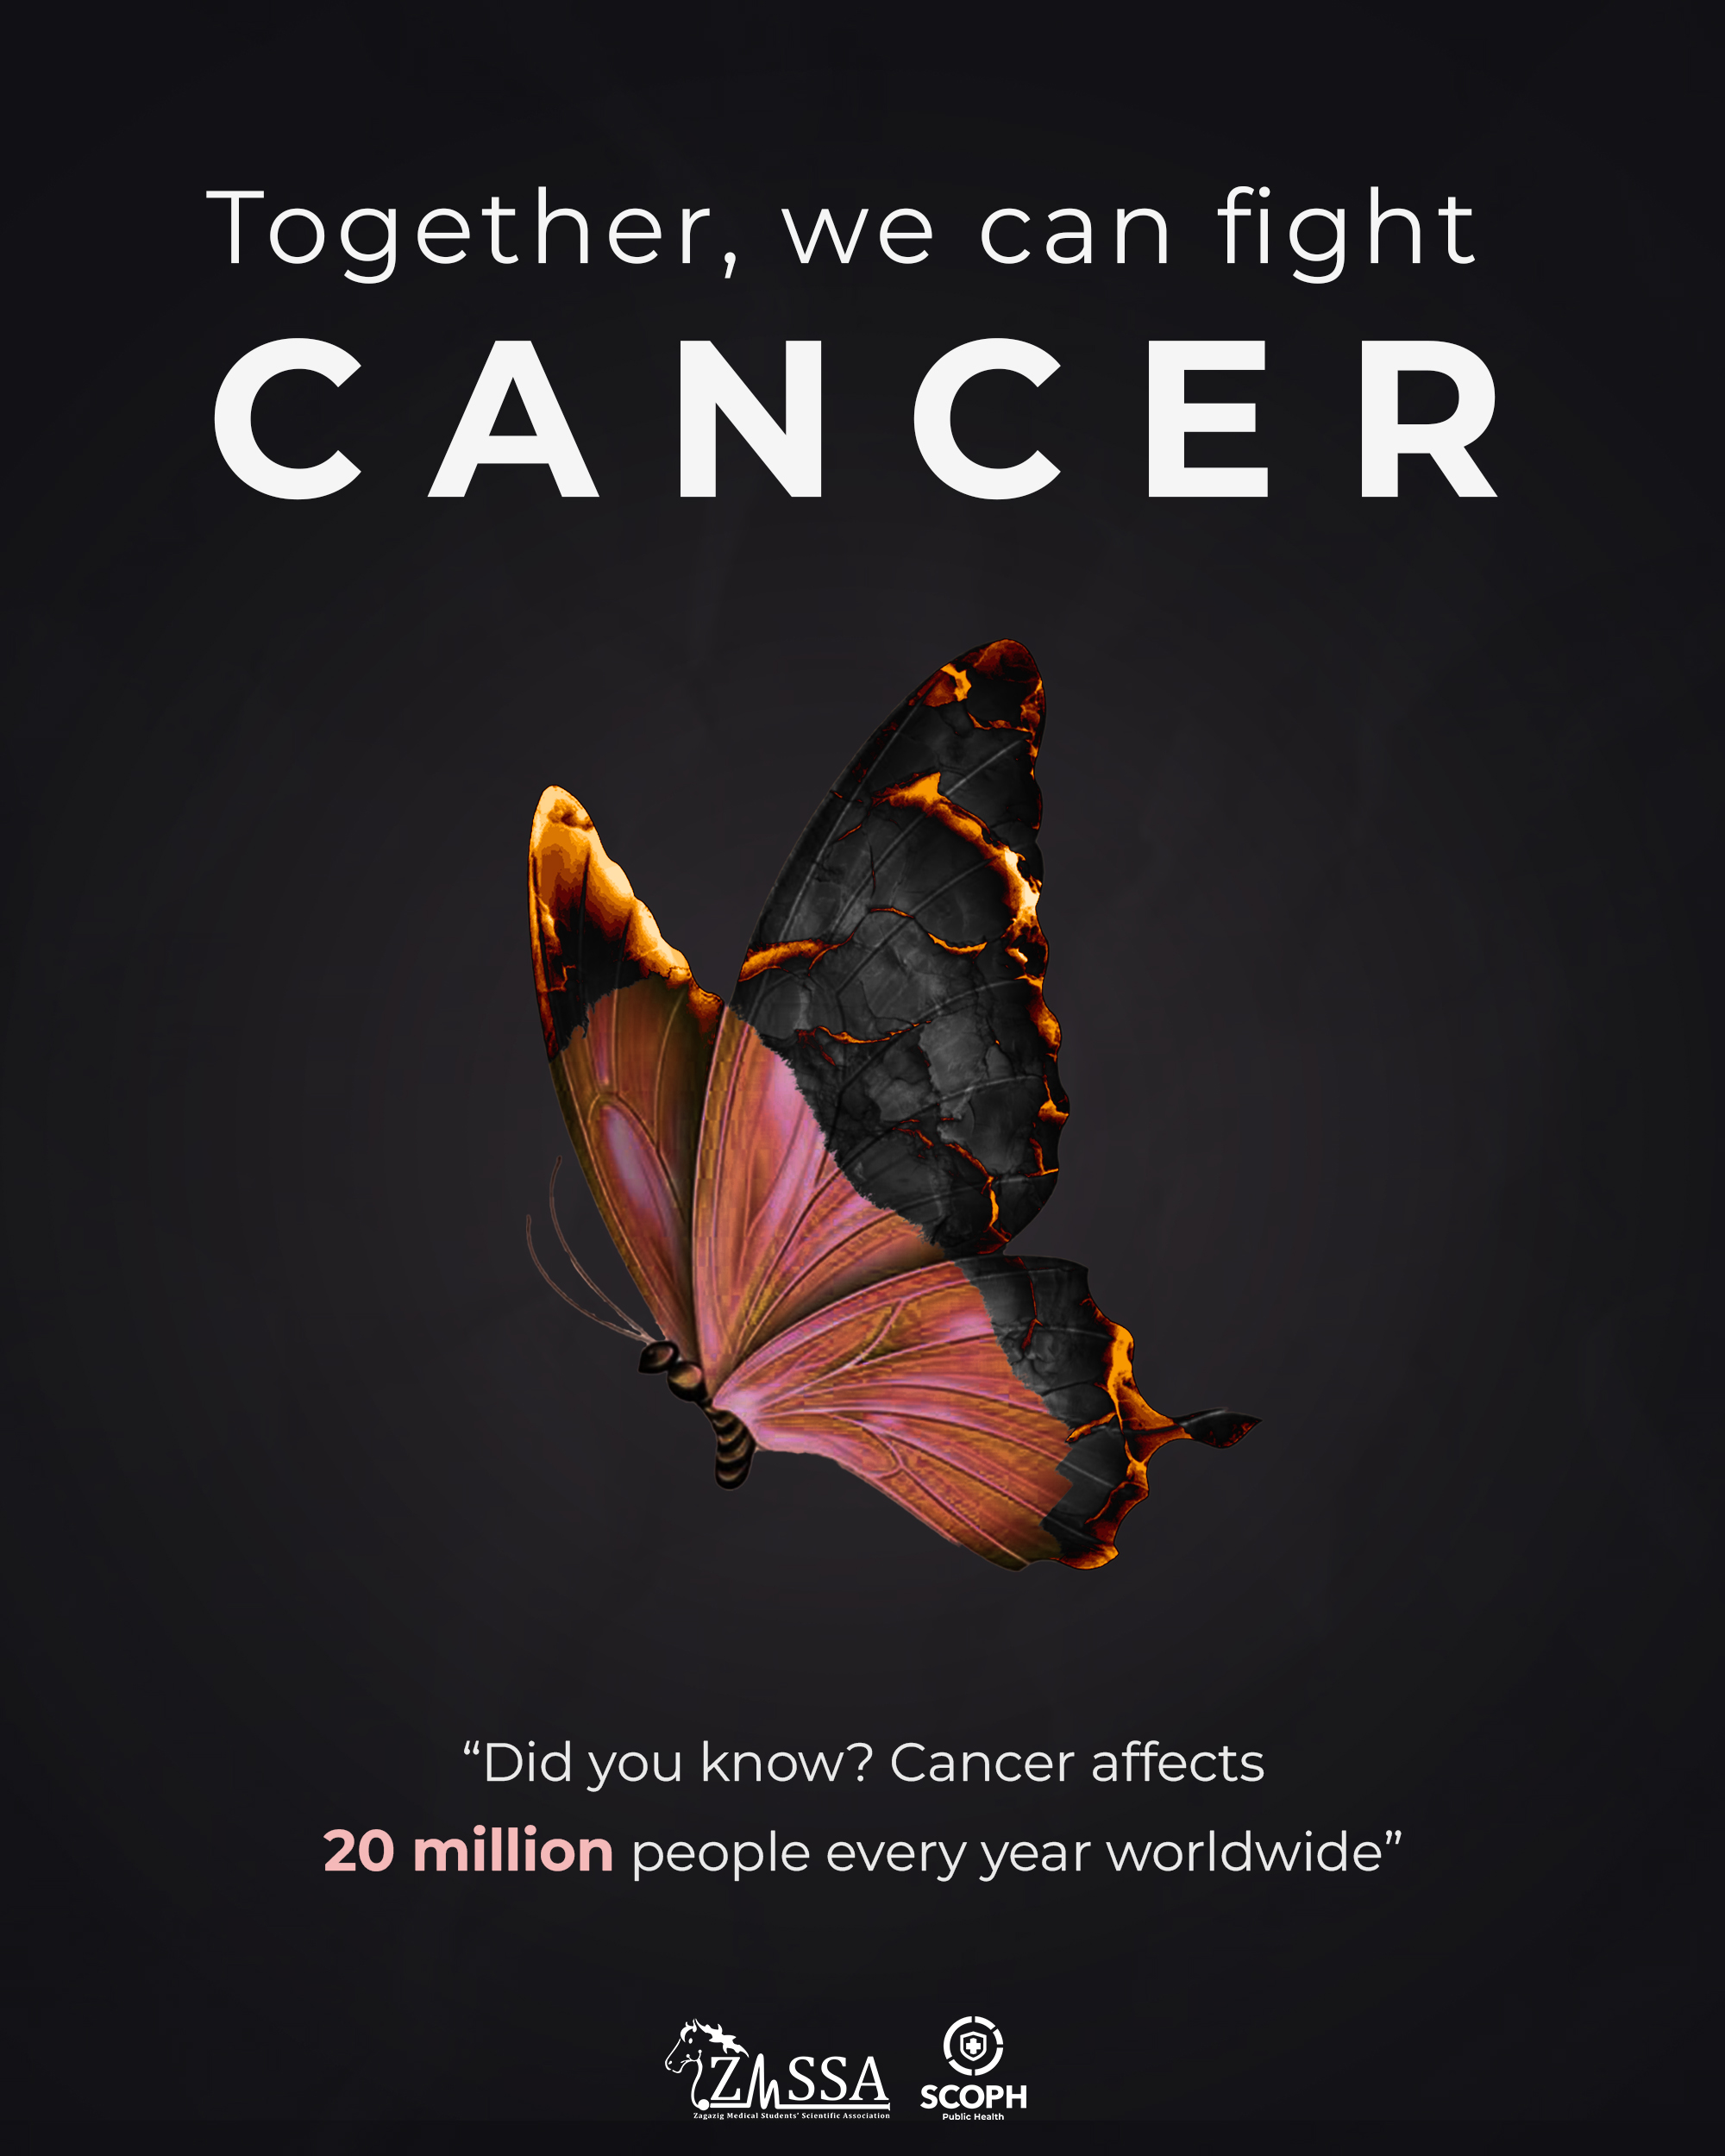 Together, we can fight
CANCER
“Did you know? Cancer affects
20 million people every year worldwide”
ZMSSA
Zagazig Medical Students' Scientific Association
SCOPH
Public Health